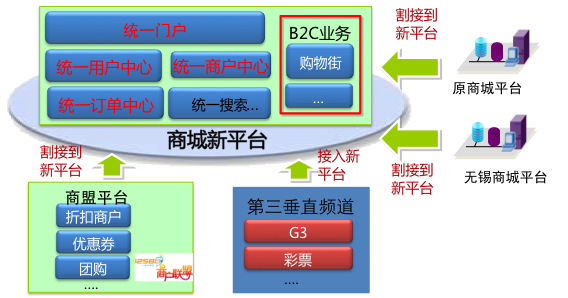 统一门户
B2C业务
统一用户中心
统一商户中心
购物街
统一订单中心
统一搜索...
...
商城新平台
割接到
新平台
原商城平台
割接到
新平台
无锡商城平台
割接到
新平台
接入新
平台
商盟平台
折扣商户
优惠券
团购
....
12580
商户联盟
第三垂直频道
G3
彩票
....